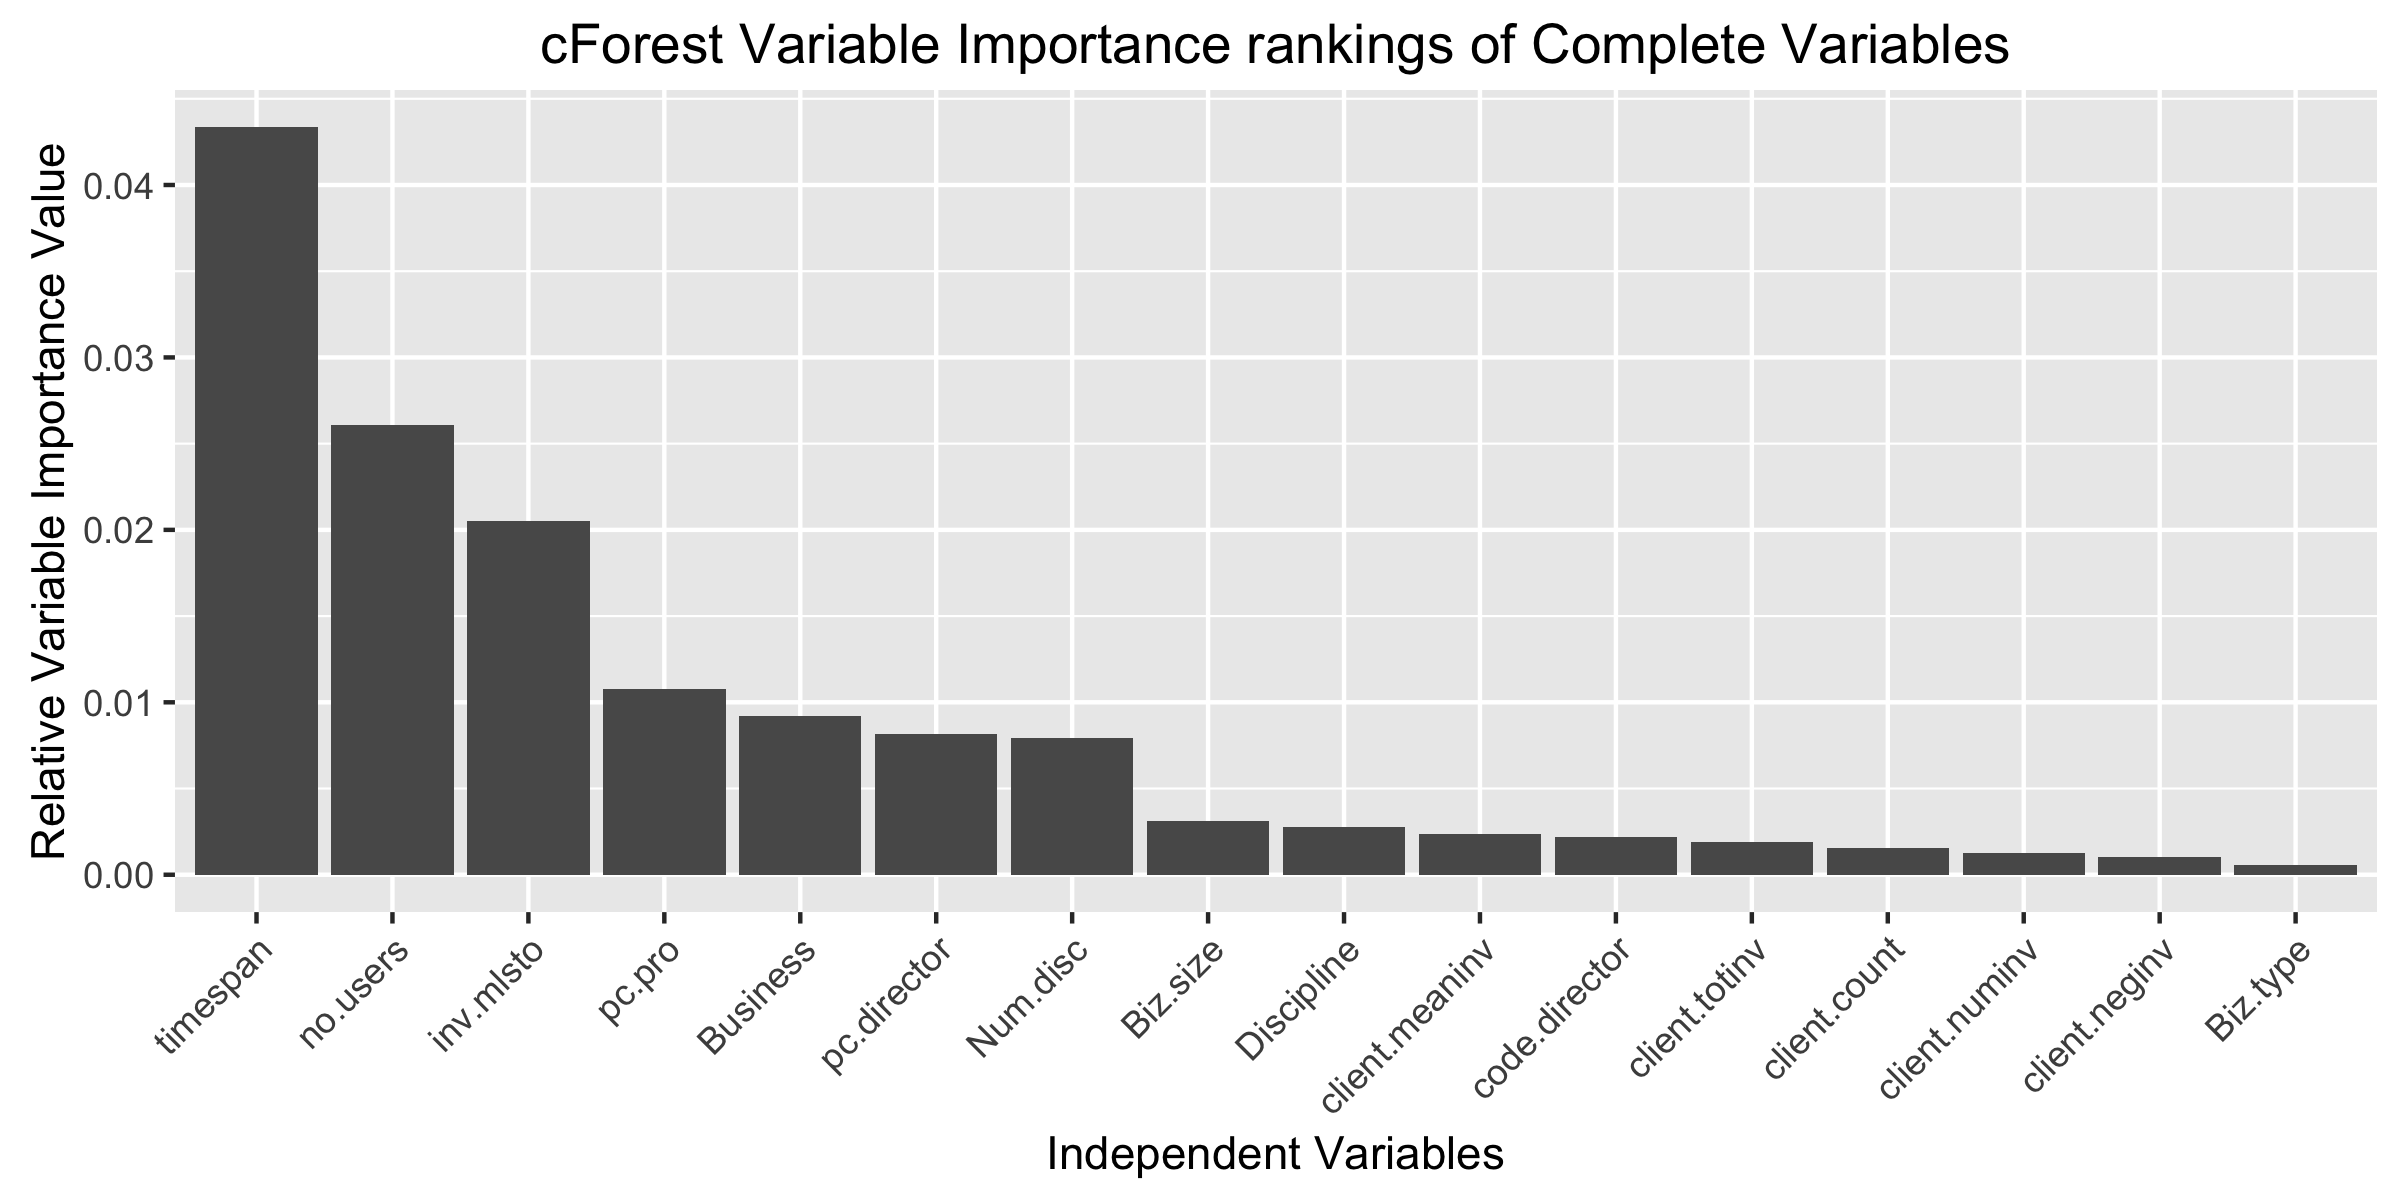 cForest Variable Importance rankings of Complete Variables
Relative Variable Importance Value
0.04
0.03
0.02
0.01
0.00
timespan
no.users
inv.mlsto
pc.pro
Business
pc.director
Num.disc
Biz.size
Discipline
client.meaninv
code.director
client.totinv
client.count
client.numinv
client.neginv
Biz.type
Independent Variables